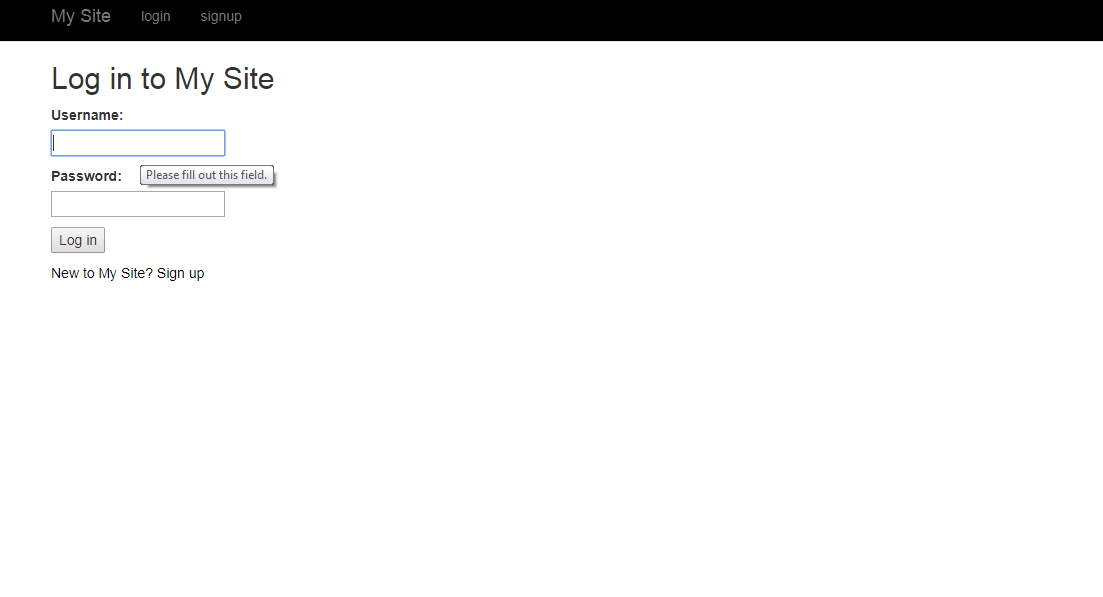 My Site login signup
Log in to My Site
Username:
Password: Please fill out this field.
Log in
New to My Site? Sign up